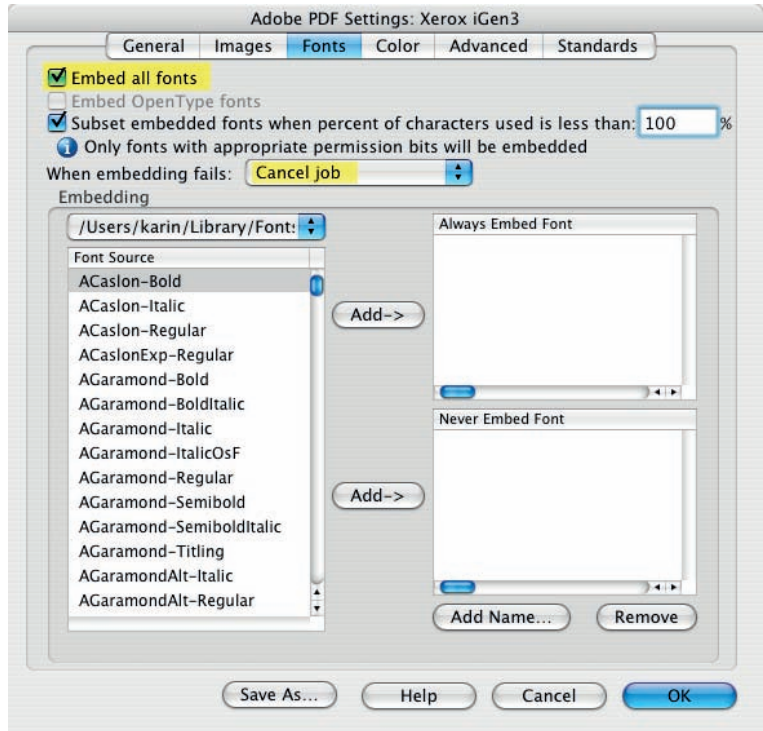 Adobe PDF Settings: Xerox iGen3
General Images Fonts Color Advanced Standards
Embed all fonts
Embed OpenType fonts
Subset embedded fonts when percent of characters used is less than: 100 %
Only fonts with appropriate permission bits will be embedded
When embedding fails: Cancel job
Embedding
/Users/karin/Library/Font:
Font Source
ACaslon-Bold
ACaslon-Italic
ACaslon-Regular
ACaslonExp-Regular
AGaramond-Bold
AGaramond-BoldItalic
AGaramond-Italic
AGaramond-ItalicOsF
AGaramond-Regular
AGaramond-Semibold
AGaramond-SemiboldItalic
AGaramond-Titling
AGaramondAlt-Italic
AGaramondAlt-Regular
Add->
Add->
Always Embed Font
Never Embed Font
Add Name... Remove
Save As... Help Cancel OK